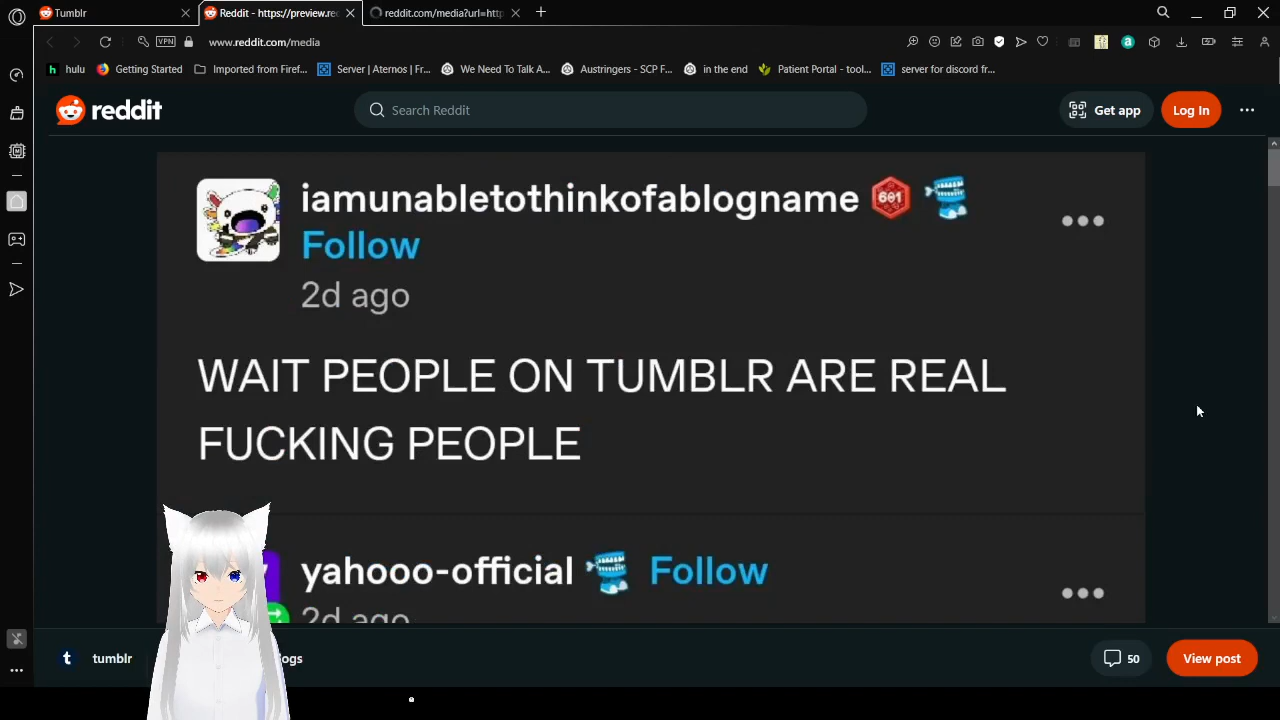 Tumblr
Reddit - https://preview.re
reddit.com/media?url=http
VPN
www.reddit.com/media
hulu
Getting Started
Imported from Firef...
Server | Aternos | Fr...
We Need To Talk A...
Austringers - SCP F...
in the end
Patient Portal - tool...
server for discord fr...
reddit
Search Reddit
Get app
Log In
iamunabletothinkofablogname
601
Follow
2d ago
WAIT PEOPLE ON TUMBLR ARE REAL
FUCKING PEOPLE
yahooo-official
Follow
2d ago
t
tumblr
logs
50
View post